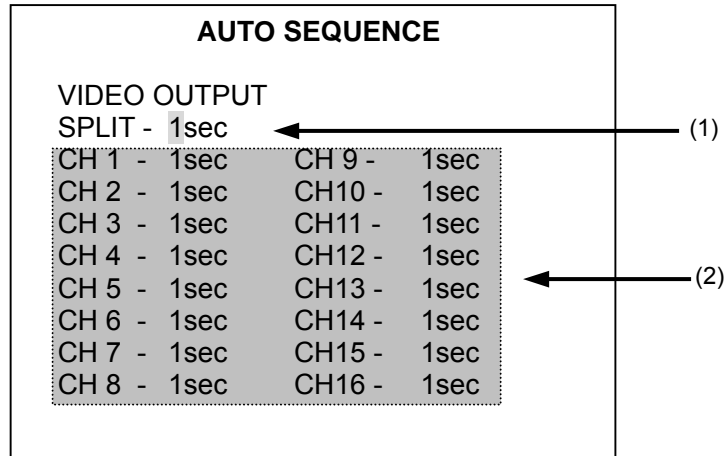 AUTO SEQUENCE
VIDEO OUTPUT
SPLIT - 1sec (1)
CH 1 - 1sec CH 9 - 1sec
CH 2 - 1sec CH10 - 1sec
CH 3 - 1sec CH11 - 1sec
CH 4 - 1sec CH12 - 1sec
CH 5 - 1sec CH13 - 1sec (2)
CH 6 - 1sec CH14 - 1sec
CH 7 - 1sec CH15 - 1sec
CH 8 - 1sec CH16 - 1sec